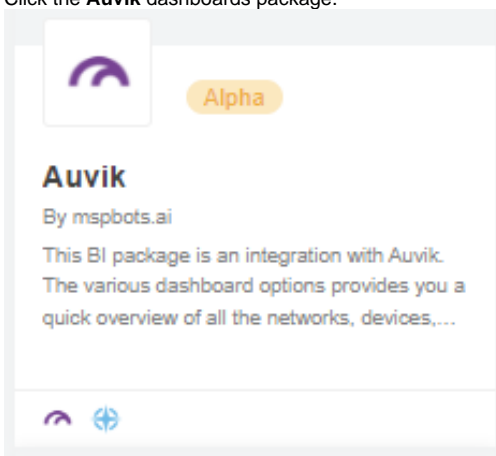 Click the Auvik dashboards package.
Alpha
Auvik
By mspbots.ai
This BI package is an integration with Auvik.
The various dashboard options provides you a
quick overview of all the networks, devices,...